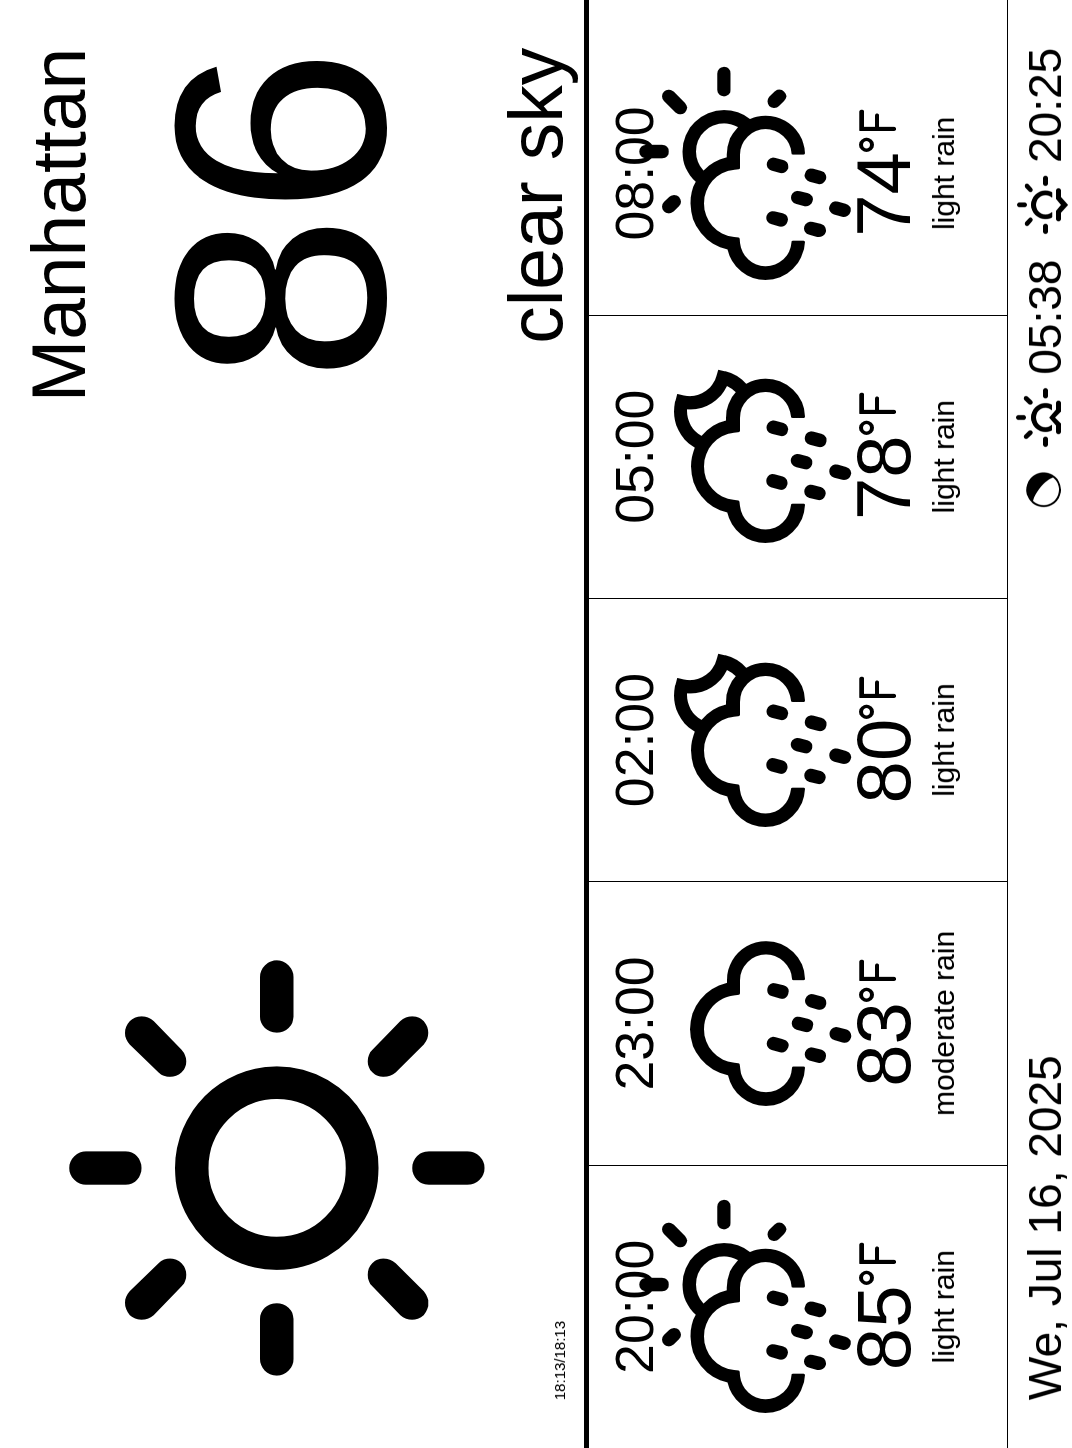 Manhattan
86
18:13/18:13
clear sky
20:00 23:00 02:00 05:00 08:00
85°F 83°F 80°F 78°F 74°F
light rain moderate rain light rain light rain light rain
We, Jul 16, 2025 05:38 20:25